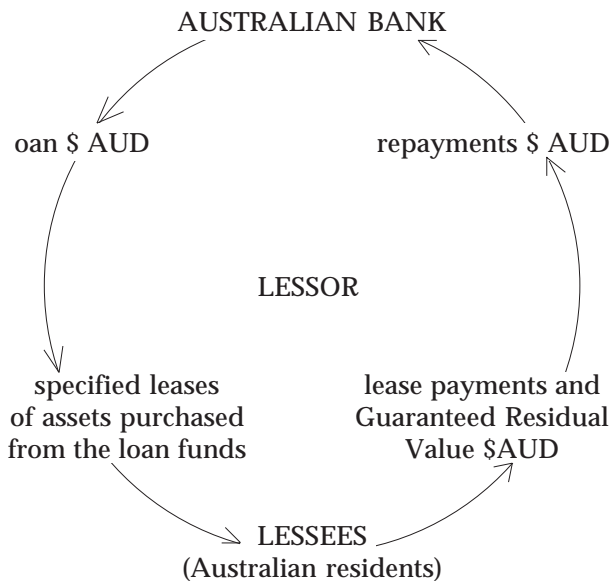 AUSTRALIAN BANK
oan $ AUD
repayments $ AUD
LESSOR
specified leases
of assets purchased
from the loan funds
lease payments and
Guaranteed Residual
Value $AUD
LESSEES
(Australian residents)